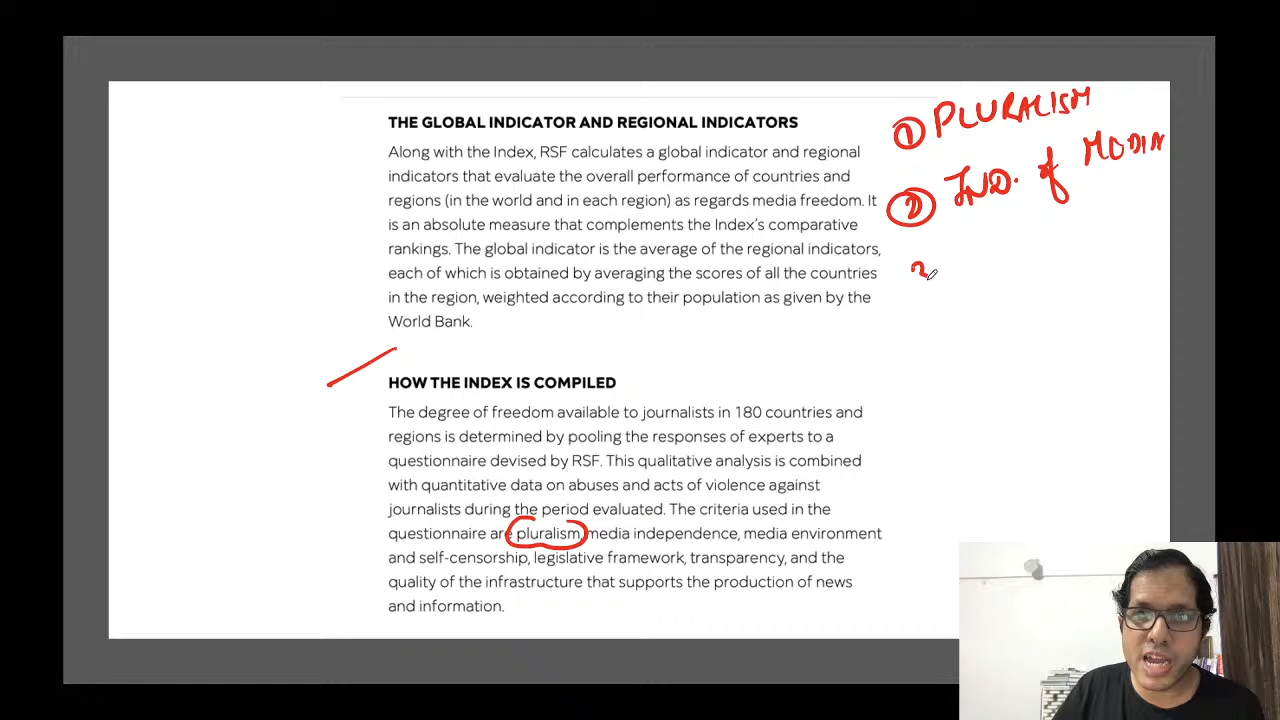 THE GLOBAL INDICATOR AND REGIONAL INDICATORS
Along with the Index, RSF calculates a global indicator and regional
indicators that evaluate the overall performance of countries and
regions (in the world and in each region) as regards media freedom. It
is an absolute measure that complements the Index's comparative
rankings. The global indicator is the average of the regional indicators,
each of which is obtained by averaging the scores of all the countries
in the region, weighted according to their population as given by the
World Bank.
HOW THE INDEX IS COMPILED
The degree of freedom available to journalists in 180 countries and
regions is determined by pooling the responses of experts to a
questionnaire devised by RSF. This qualitative analysis is combined
with quantitative data on abuses and acts of violence against
journalists during the period evaluated. The criteria used in the
questionnaire are pluralism, media independence, media environment
and self-censorship, legislative framework, transparency, and the
quality of the infrastructure that supports the production of news
and information.
1 PLURALISM
2 IND. of